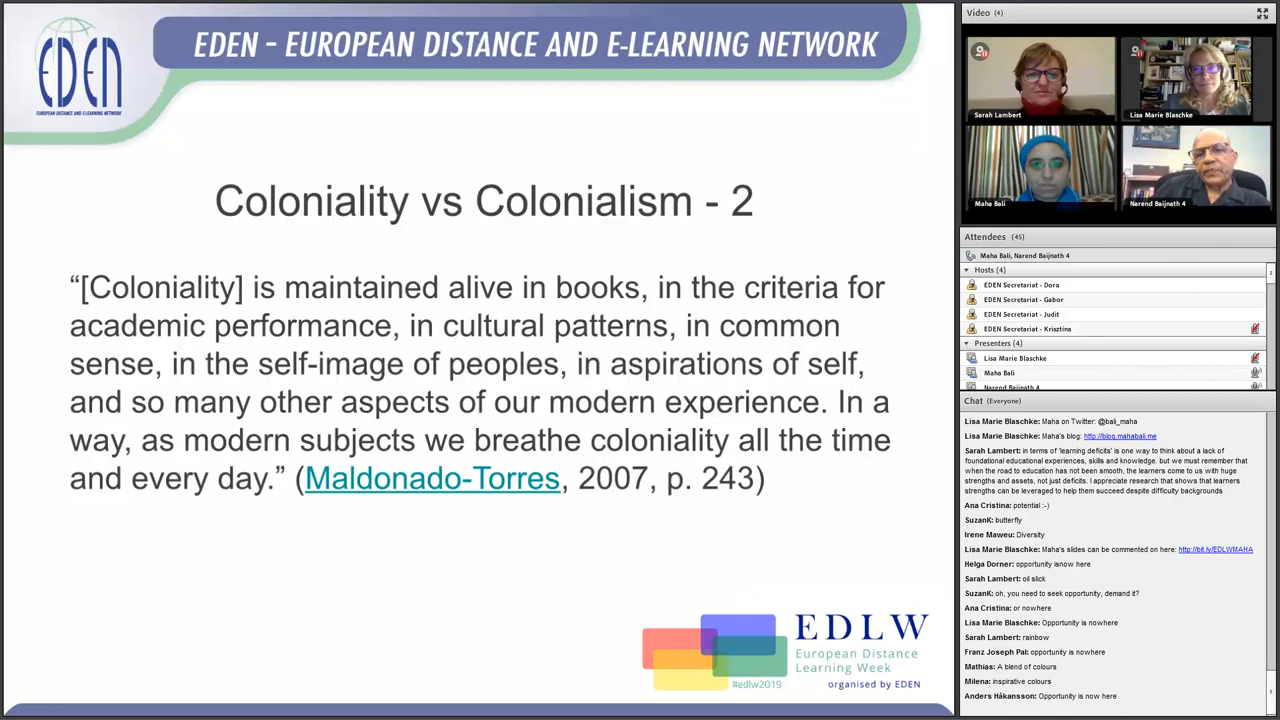 EDEN
EUROPEAN DISTANCE AND E-LEARNING NETWORK
EDEN - EUROPEAN DISTANCE AND E-LEARNING NETWORK
Coloniality vs Colonialism - 2
“[Coloniality] is maintained alive in books, in the criteria for
academic performance, in cultural patterns, in common
sense, in the self-image of peoples, in aspirations of self,
and so many other aspects of our modern experience. In a
way, as modern subjects we breathe coloniality all the time
and every day.” (Maldonado-Torres, 2007, p. 243)
EDLW
European Distance
Learning Week
#edlw2019
organised by EDEN
Video (4)
Sarah Lambert
Lisa Marie Blaschke
Maha Bali
Narend Baijnath 4
Attendees (45)
Maha Bali, Narend Baijnath 4
Hosts (4)
EDEN Secretariat - Dora
EDEN Secretariat - Gabor
EDEN Secretariat - Judit
EDEN Secretariat - Krisztina
Presenters (4)
Lisa Marie Blaschke
Maha Bali
Narend Baijnath 4
Chat (Everyone)
Lisa Marie Blaschke: Maha on Twitter: @bali_maha
Lisa Marie Blaschke: Maha's blog: http://blog.mahabali.me
Sarah Lambert: in terms of 'learning deficits' is one way to think about a lack of
foundational educational experiences, skills and knowledge. but we must remember that
when the road to education has not been smooth, the learners come to us with huge
strengths and assets, not just deficits. I appreciate research that shows that learners
strengths can be leveraged to help them succeed despite difficulty backgrounds
Ana Cristina: potential :-)
SuzanK: butterfly
Irene Maweu: Diversity
Lisa Marie Blaschke: Maha's slides can be commented on here: http://bit.ly/EDLWMAHA
Helga Dorner: opportunity isnow here
Sarah Lambert: oil slick
SuzanK: oh, you need to seek opportunity, demand it?
Ana Cristina: or nowhere
Lisa Marie Blaschke: Opportunity is nowhere
Sarah Lambert: rainbow
Franz Joseph Pal: opportunity is nowhere
Mathias: A blend of colours
Milena: inspirative colours
Anders Håkansson: Opportunity is now here